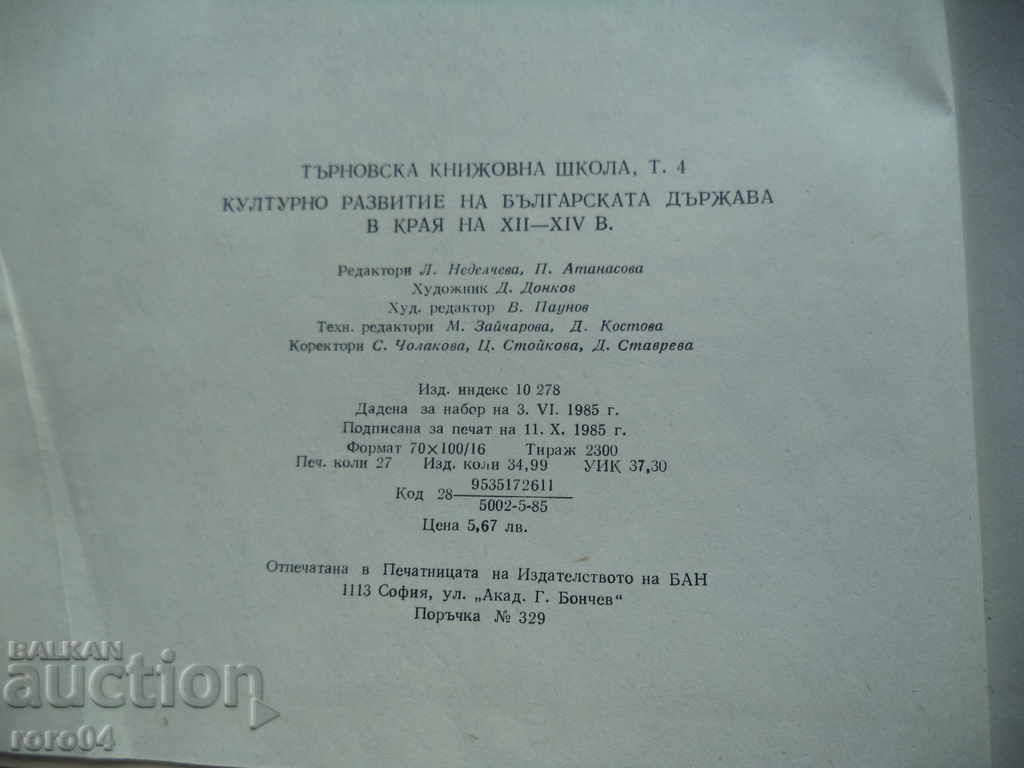 ТЪРНОВСКА КНИЖОВНА ШКОЛА, Т. 4
КУЛТУРНО РАЗВИТИЕ НА БЪЛГАРСКАТА ДЪРЖАВА
В КРАЯ НА XII—XIV В.
Редактори Л. Неделчева, П. Атанасова
Художник Д. Донков
Худ. редактор В. Паунов
Техн. редактори М. Зайчарова, Д. Костова
Коректори С. Чолакова, Ц. Стойкова, Д. Ставрева
Изд. индекс 10 278
Дадена за набор на 3. VI. 1985 г.
Подписана за печат на 11. X. 1985 г.
Формат 70×100/16 Тираж 2300
Печ. коли 27 Изд. коли 34,99 УИК 37,30
9535172611
Код 28—
5002-5-85
Цена 5,67 лв.
Отпечатана в Печатницата на Издателството на БАН
1113 София, ул. „Акад. Г. Бончев“
Поръчка № 329
BALKAN
auction
roro04